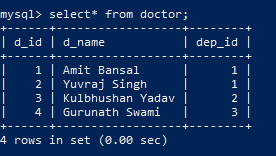 mysql> select* from doctor;
+------+------------------+--------+
| d_id | d_name           | dep_id |
+------+------------------+--------+
|    1 | Amit Bansal      |      1 |
|    2 | Yuvraj Singh     |      1 |
|    3 | Kulbhushan Yadav |      2 |
|    4 | Gurunath Swami   |      3 |
+------+------------------+--------+
4 rows in set (0.00 sec)